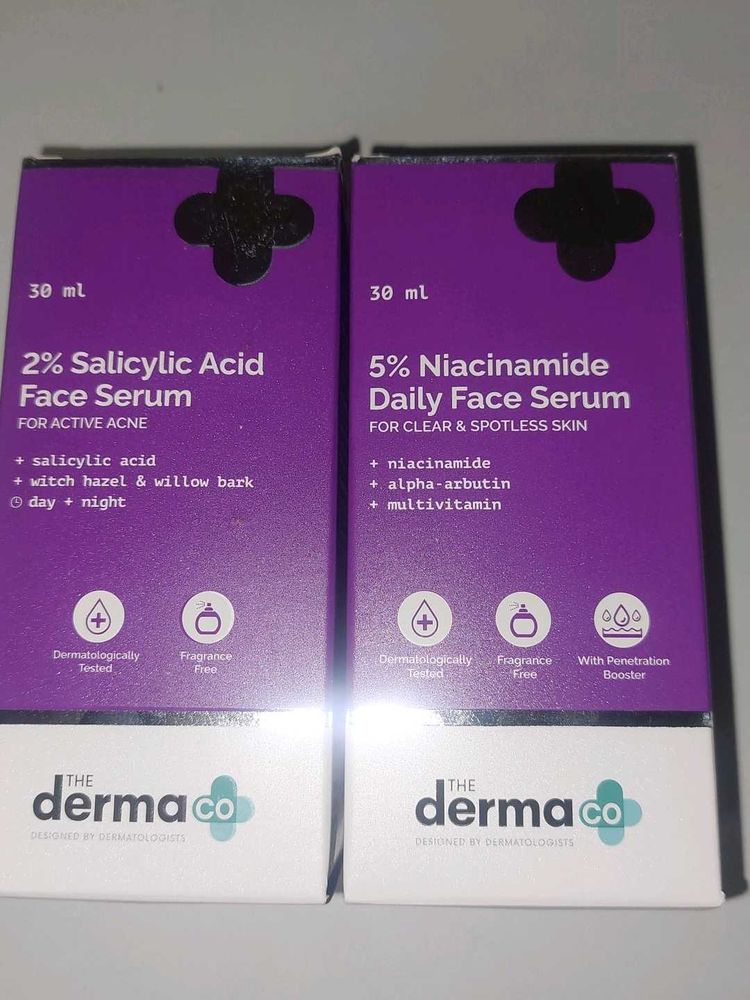 30 ml
2% Salicylic Acid
Face Serum
FOR ACTIVE ACNE
+ salicylic acid
+ witch hazel & willow bark
day + night
Dermatologically
Tested
Fragrance
Free
THE
derma co
DESIGNED BY DERMATOLOGISTS
30 ml
5% Niacinamide
Daily Face Serum
FOR CLEAR & SPOTLESS SKIN
+ niacinamide
+ alpha-arbutin
+ multivitamin
Dermatologically
Tested
Fragrance
Free
With Penetration
Booster
THE
derma co
DESIGNED BY DERMATOLOGISTS